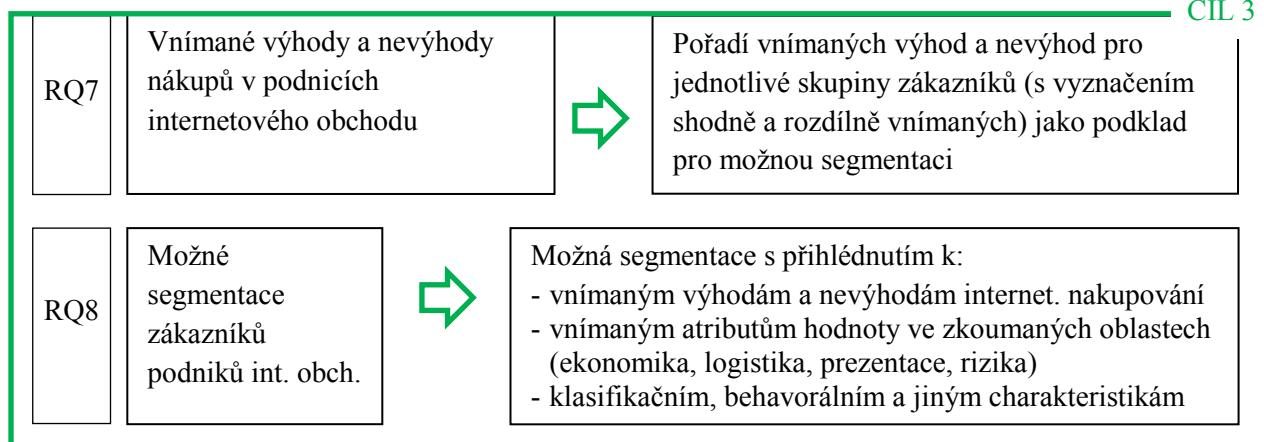 CÍL 3
RQ7
Vnímané výhody a nevýhody
nákupů v podnicích
internetového obchodu
Pořadí vnímaných výhod a nevýhod pro
jednotlivé skupiny zákazníků (s vyznačením
shodně a rozdílně vnímaných) jako podklad
pro možnou segmentaci
RQ8
Možné
segmentace
zákazníků
podniků int. obch.
Možná segmentace s přihlédnutím k:
- vnímaným výhodám a nevýhodám internet. nakupování
- vnímaným atributům hodnoty ve zkoumaných oblastech
(ekonomika, logistika, prezentace, rizika)
- klasifikačním, behavorálním a jiným charakteristikám